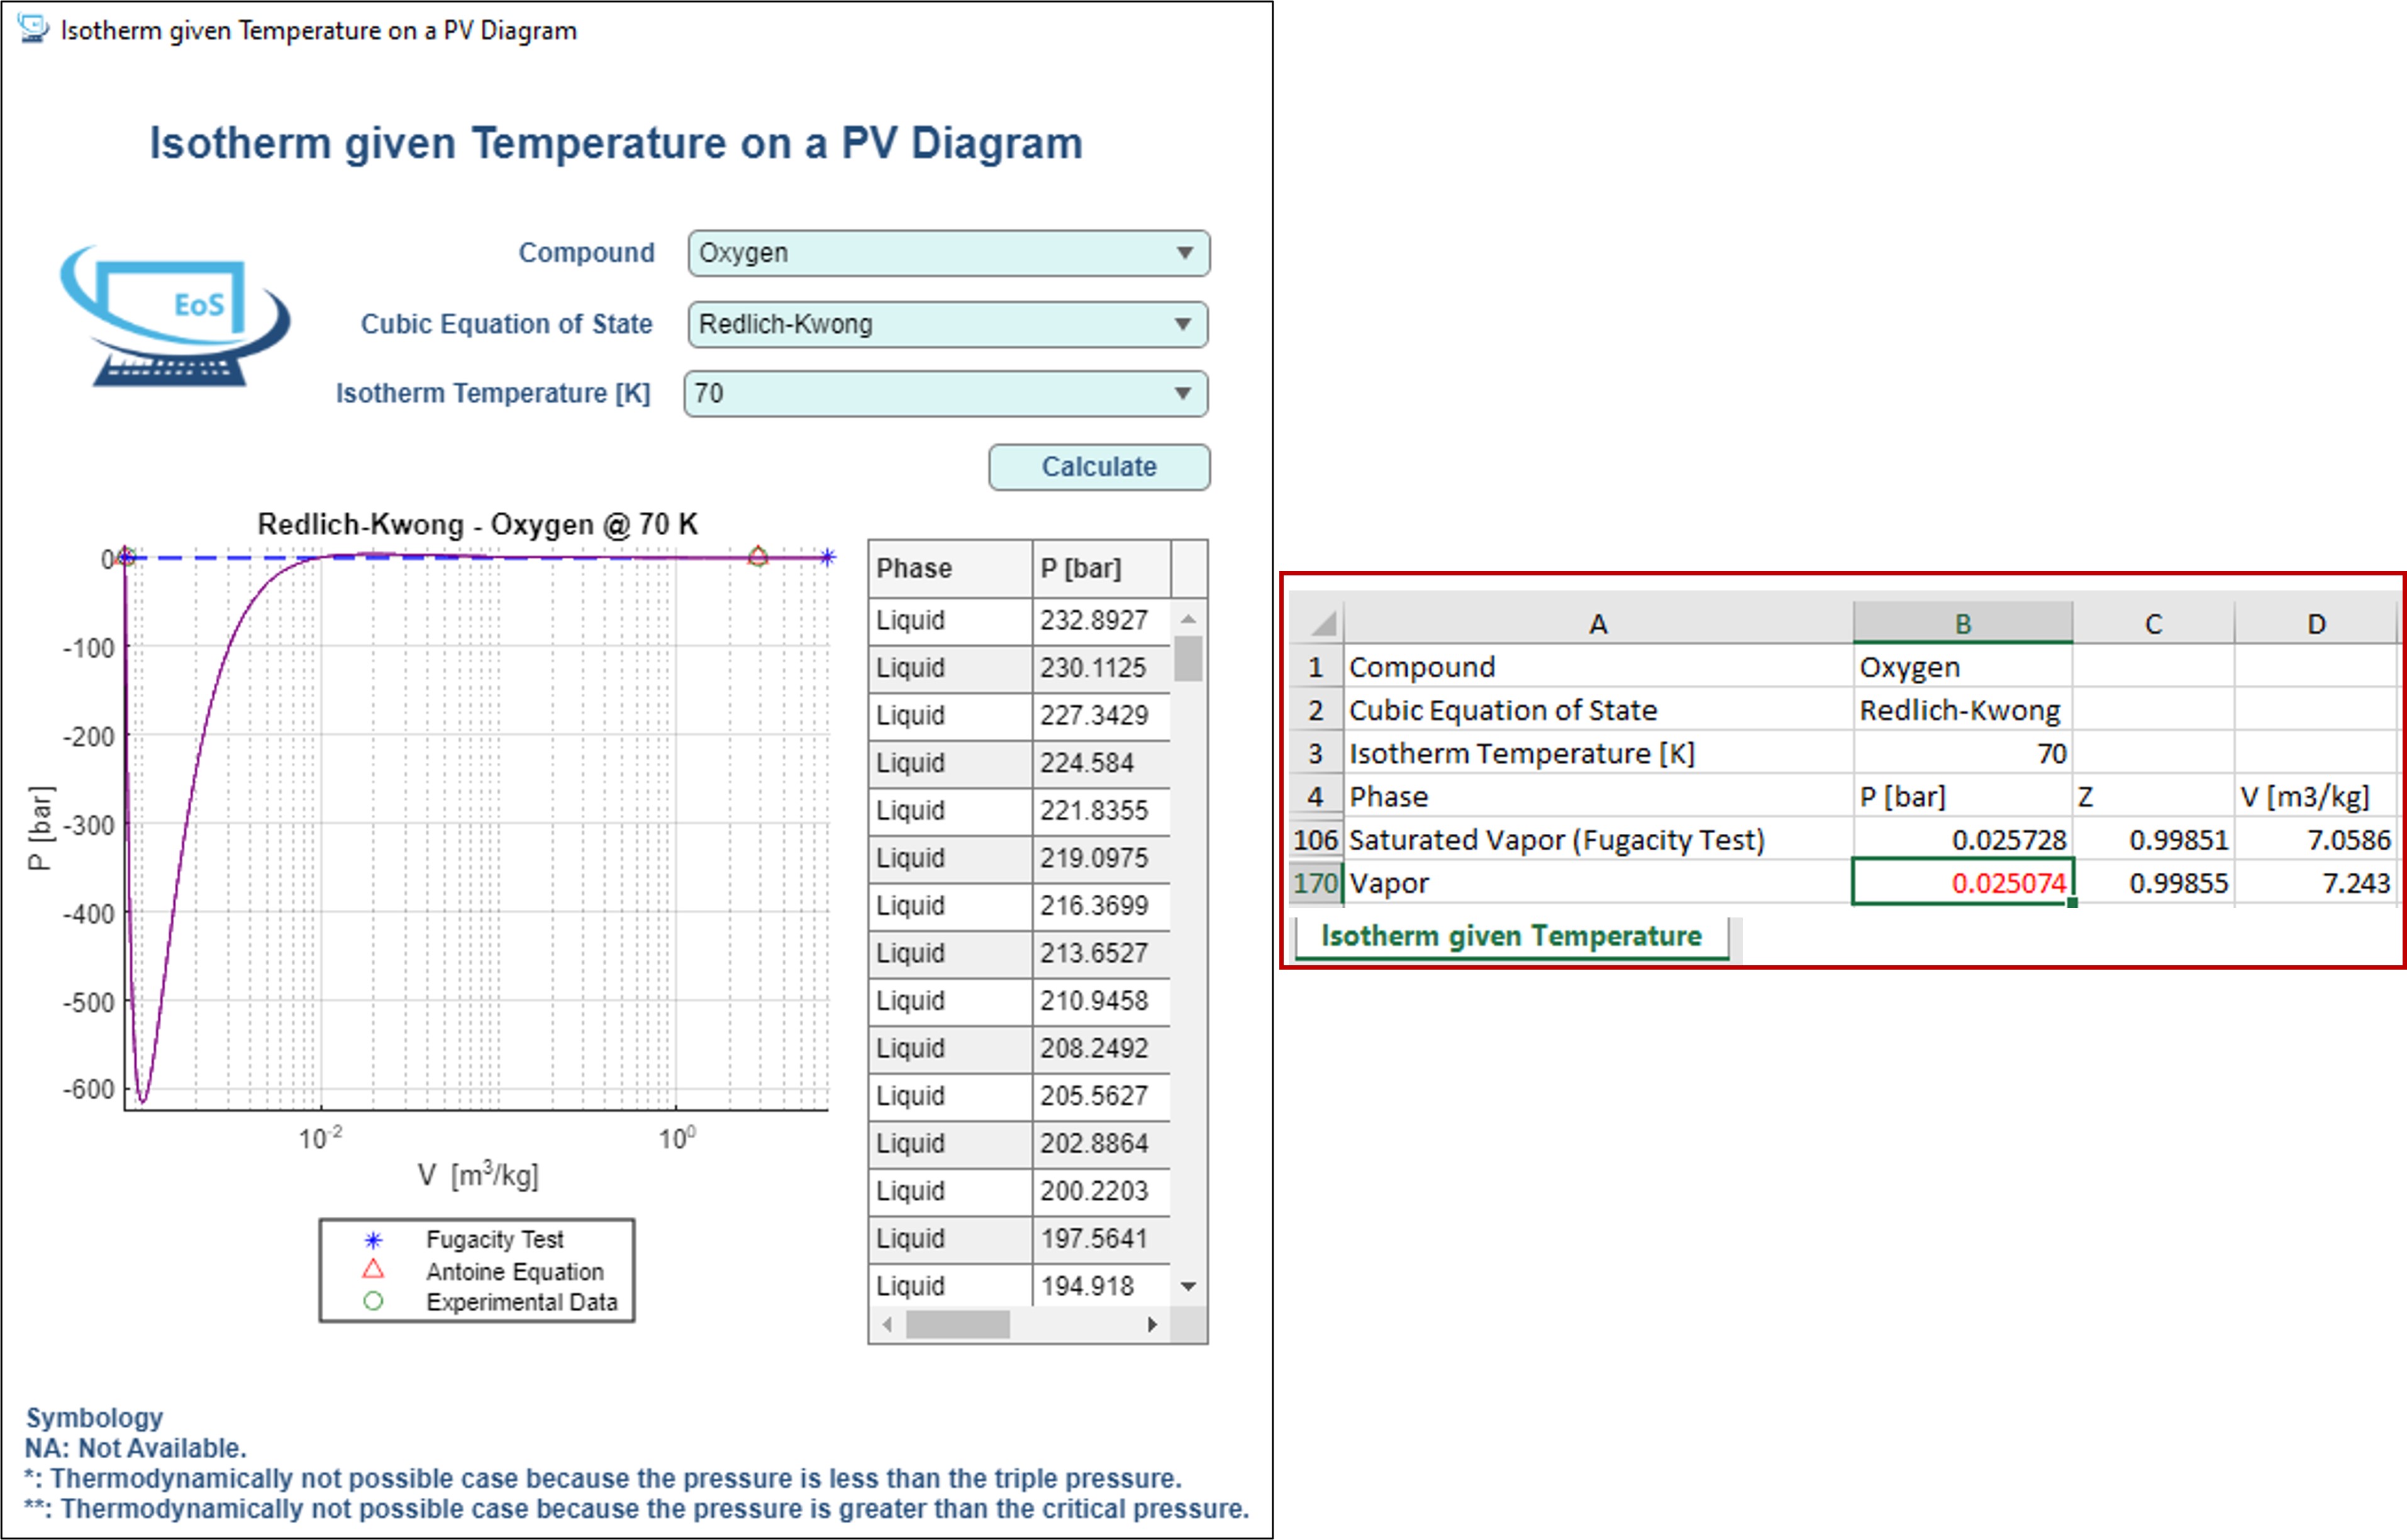 Isotherm given Temperature on a PV Diagram
Isotherm given Temperature on a PV Diagram
EoS
Compound
Oxygen
Cubic Equation of State
Redlich-Kwong
Isotherm Temperature [K]
70
Calculate
Redlich-Kwong - Oxygen @ 70 K
0
-100
-200
-300
-400
-500
-600
P [bar]
10⁻² 10⁰
V [m³/kg]
Fugacity Test
Antoine Equation
Experimental Data
Phase P [bar]
Liquid 232.8927
Liquid 230.1125
Liquid 227.3429
Liquid 224.584
Liquid 221.8355
Liquid 219.0975
Liquid 216.3699
Liquid 213.6527
Liquid 210.9458
Liquid 208.2492
Liquid 205.5627
Liquid 202.8864
Liquid 200.2203
Liquid 197.5641
Liquid 194.918
Symbology
NA: Not Available.
*: Thermodynamically not possible case because the pressure is less than the triple pressure.
**: Thermodynamically not possible case because the pressure is greater than the critical pressure.
A B C D
1 Compound Oxygen
2 Cubic Equation of State Redlich-Kwong
3 Isotherm Temperature [K] 70
4 Phase P [bar] Z V [m3/kg]
106 Saturated Vapor (Fugacity Test) 0.025728 0.99851 7.0586
170 Vapor 0.025074 0.99855 7.243
Isotherm given Temperature